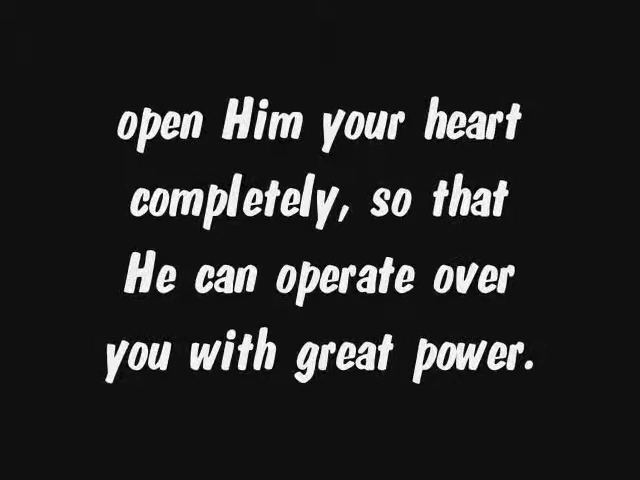 open Him your heart
completely, so that
He can operate over
you with great power.